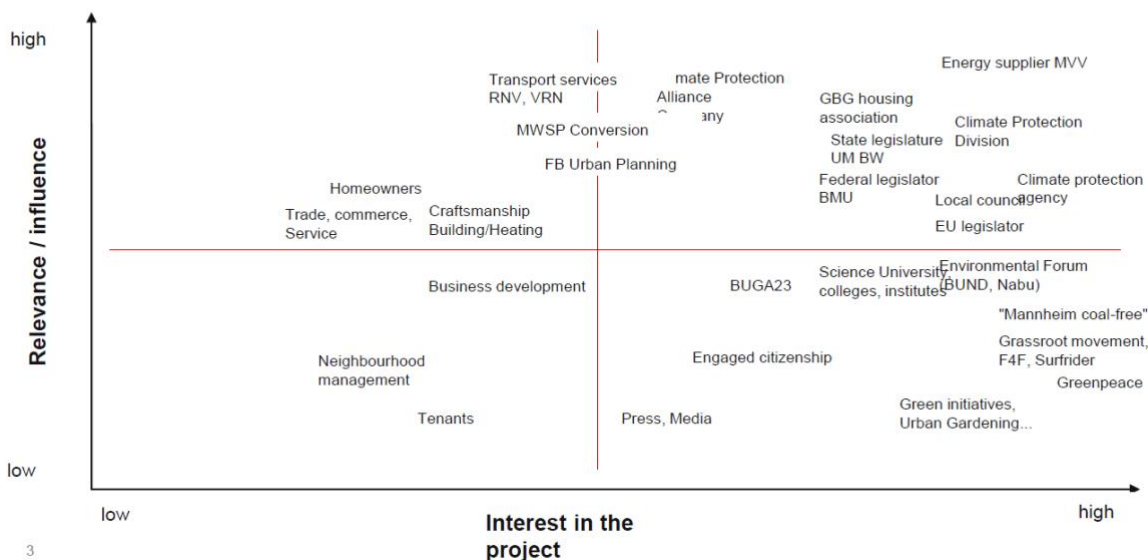 high
Energy supplier MVV
Transport services
RNV, VRN
mate Protection
Alliance
GBG housing
association
Climate Protection
Division
MWSP Conversion
State legislature
UM BW
FB Urban Planning
Federal legislator
BMU
Climate protection
agency
Homeowners
Local council
Trade, commerce,
Service
Craftsmanship
Building/Heating
EU legislator
Relevance / influence
Business development
BUGA23
Science University,
colleges, institutes
Environmental Forum
(BUND, Nabu)
"Mannheim coal-free"
Neighbourhood
management
Engaged citizenship
Grassroot movement,
F4F, Surfrider
Greenpeace
Tenants
Press, Media
Green initiatives,
Urban Gardening...
low
low
Interest in the
project
high
3